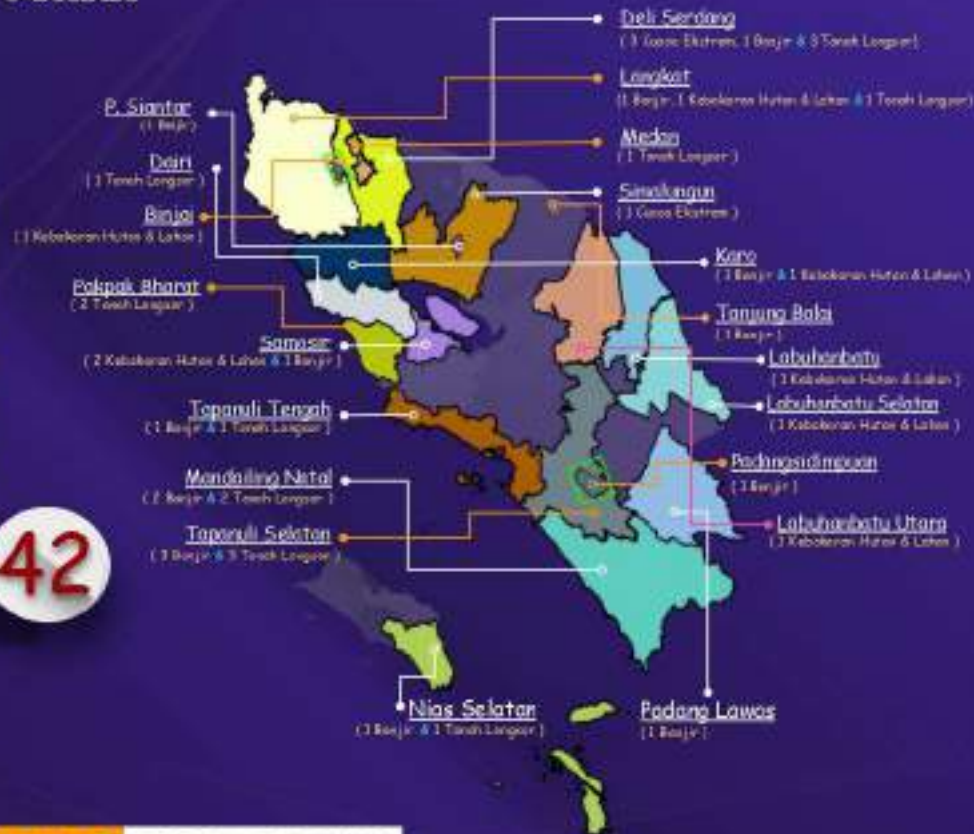 Deli Serdang
( 3 Cuaca Ekstrem, 1 Banjir & 3 Tanah Longsor)
Langkat
(1 Banjir, 1 Kebakaran Hutan & Lahan & 1 Tanah Longsor)
P. Siantar
(1 Banjir)
Medan
( 1 Tanah Longsor )
Dairi
( 1 Tanah Longsor )
Simalungun
( 1 Cuaca Ekstrem )
Binjai
( 1 Kebakaran Hutan & Lahan )
Karo
( 1 Banjir & 1 Kebakaran Hutan & Lahan )
Pakpak Bharat
( 2 Tanah Longsor )
Tanjung Balai
( 1 Banjir )
Samosir
( 2 Kebakaran Hutan & Lahan & 1 Banjir )
Labuhanbatu
( 1 Kebakaran Hutan & Lahan )
Labuhanbatu Selatan
( 1 Kebakaran Hutan & Lahan )
Tapanuli Tengah
( 1 Banjir & 1 Tanah Longsor )
Padangsidimpuan
( 1 Banjir )
Mandailing Natal
( 2 Banjir & 2 Tanah Longsor )
Labuhanbatu Utara
( 1 Kebakaran Hutan & Lahan )
Tapanuli Selatan
( 3 Banjir & Tanah Longsor )
42
Nias Selatan
( 1 Banjir & 1 Tanah Longsor )
Padang Lawas
( 1 Banjir )